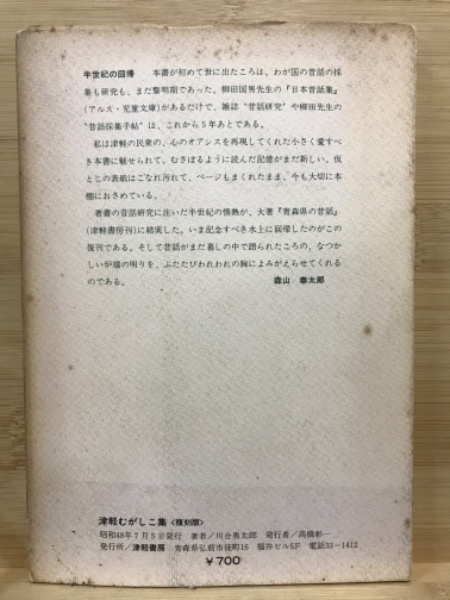 半世紀の回帰　本書が初めて世に出たころは、わが国の昔話の採
集も研究も、まだ黎明期であった。柳田国男先生の『日本昔話集』
(アルス・児童文庫)があるだけで、雑誌“昔話研究”や柳田先生の
“昔話採集手帖”は、これから5年あとである。
私は津軽の民衆の、心のオアシスを再現してくれた小さく愛すべ
き本書に魅せられて、むさぼるように読んだ記憶がまだ新しい。仮
とじの表紙はごなれ汚れて、ページもまくれたまま、今も大切に本
棚におさめている。
著者の昔話研究に注いだ半世紀の情熱が、大著『青森県の昔話』
(津軽書房刊)に結実した。いま記念すべき水上に回帰したのがこの
復刊である。そして昔話がまだ暮しの中で語られたころの、なつか
しい炉端の明りを、ふたたびわれわれの胸によみがえらせてくれる
のである。
森山 泰太郎
津軽むがしこ集〈復刻版〉
昭和48年7月5日発行 著者/川合勇太郎 発行者/高橋彰一
発行所/津軽書房 青森県弘前市徒町16 福井ビル5F 電話33-1412
￥700